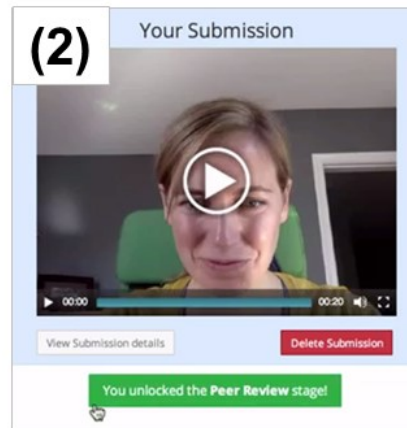 (2)
Your Submission
00:00 00:20
View Submission details Delete Submission
You unlocked the Peer Review stage!